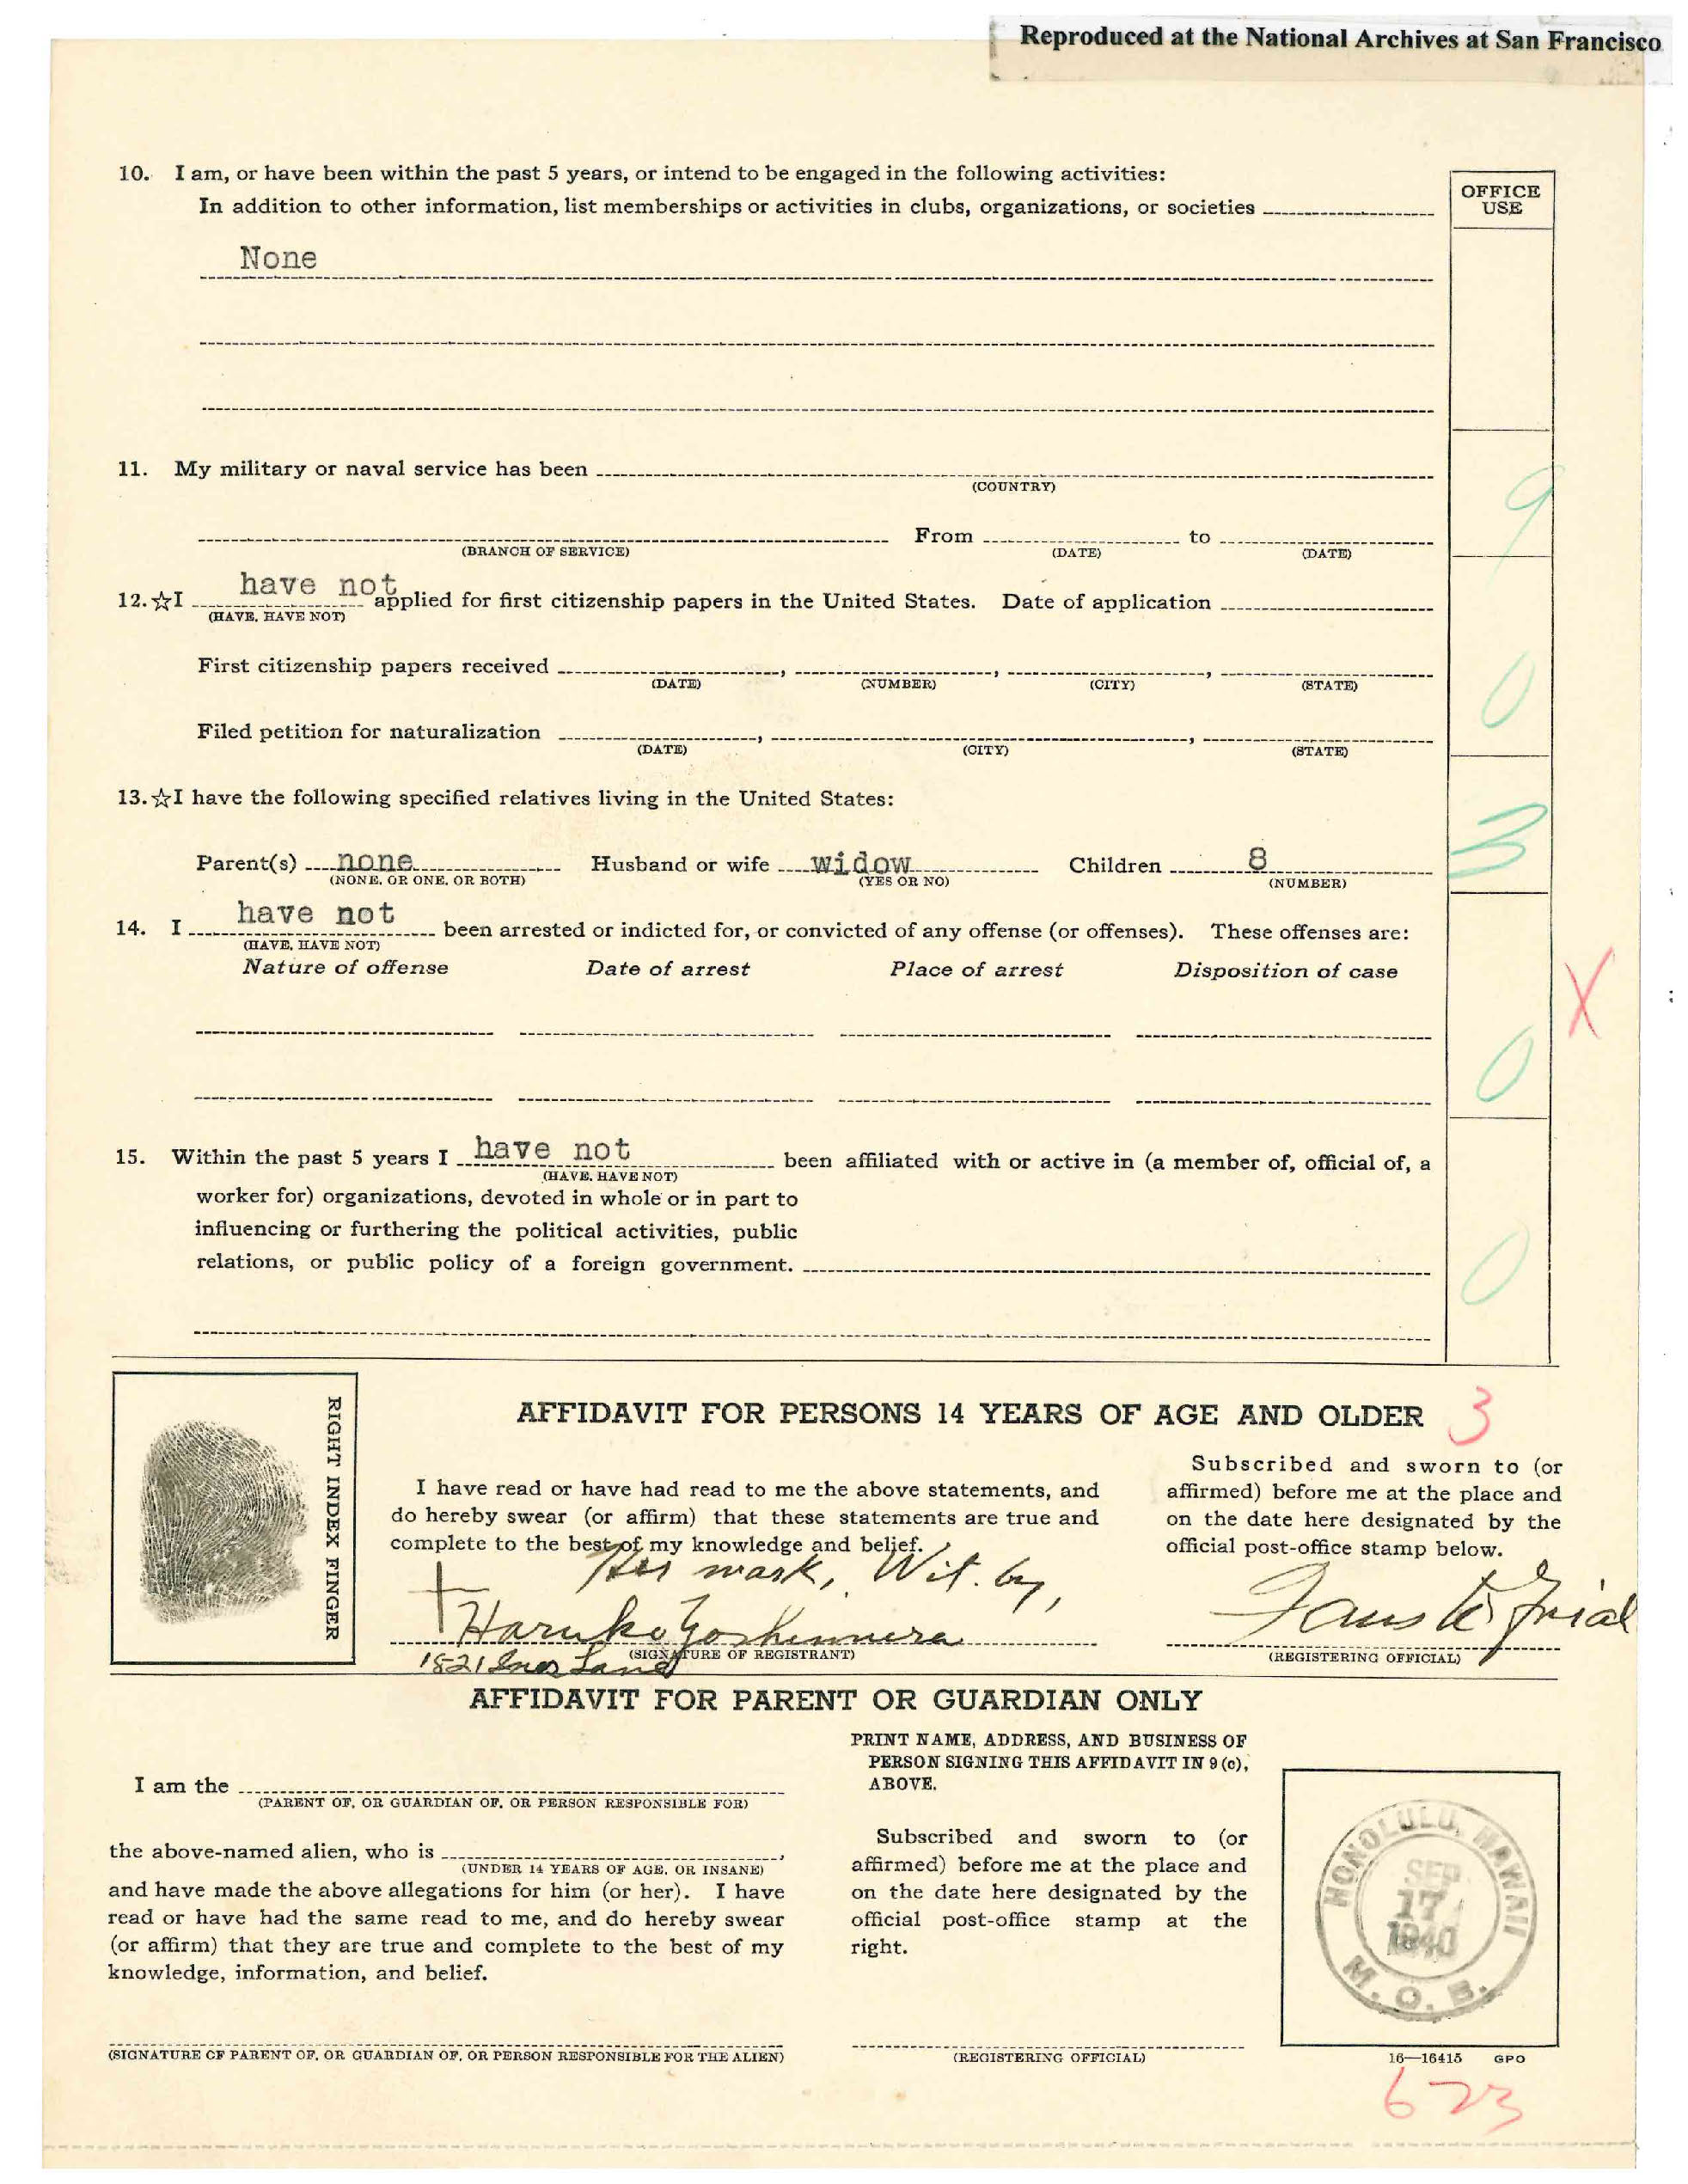 Reproduced at the National Archives at San Francisco
10. I am, or have been within the past 5 years, or intend to be engaged in the following activities:
In addition to other information, list memberships or activities in clubs, organizations, or societies
OFFICE USE
None
11. My military or naval service has been
(COUNTRY)
9
From to
(BRANCH OF SERVICE) (DATE) (DATE)
12. ☆I have not applied for first citizenship papers in the United States. Date of application
(HAVE, HAVE NOT)
First citizenship papers received , , ,
(DATE) (NUMBER) (CITY) (STATE)
0
Filed petition for naturalization , ,
(DATE) (CITY) (STATE)
13. ☆I have the following specified relatives living in the United States:
Parent(s) none Husband or wife widow Children 8
(NONE, OR ONE, OR BOTH) (YES OR NO) (NUMBER)
14. I have not been arrested or indicted for, or convicted of any offense (or offenses). These offenses are:
(HAVE, HAVE NOT)
Nature of offense Date of arrest Place of arrest Disposition of case
X
0
15. Within the past 5 years I have not been affiliated with or active in (a member of, official of, a
(HAVE, HAVE NOT)
worker for) organizations, devoted in whole or in part to
influencing or furthering the political activities, public
relations, or public policy of a foreign government.
0
RIGHT INDEX FINGER
AFFIDAVIT FOR PERSONS 14 YEARS OF AGE AND OLDER 3
I have read or have had read to me the above statements, and
do hereby swear (or affirm) that these statements are true and
complete to the best of my knowledge and belief.
Her mark, Wit. by,
Haruko Yoshimura
(SIGNATURE OF REGISTRANT)
1821 Lane
Subscribed and sworn to (or
affirmed) before me at the place and
on the date here designated by the
official post-office stamp below.
(REGISTERING OFFICIAL)
AFFIDAVIT FOR PARENT OR GUARDIAN ONLY
I am the
(PARENT OF, OR GUARDIAN OF, OR PERSON RESPONSIBLE FOR)
the above-named alien, who is ,
(UNDER 14 YEARS OF AGE, OR INSANE)
and have made the above allegations for him (or her). I have
read or have had the same read to me, and do hereby swear
(or affirm) that they are true and complete to the best of my
knowledge, information, and belief.
(SIGNATURE OF PARENT OF, OR GUARDIAN OF, OR PERSON RESPONSIBLE FOR THE ALIEN)
PRINT NAME, ADDRESS, AND BUSINESS OF
PERSON SIGNING THIS AFFIDAVIT IN 9 (c),
ABOVE.
Subscribed and sworn to (or
affirmed) before me at the place and
on the date here designated by the
official post-office stamp at the
right.
(REGISTERING OFFICIAL)
HONOLULU, HAWAII
SEP
17
1940
M. O. B.
16—16415 GPO
623